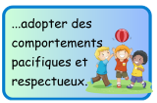 ...adopter des
comportements
pacifiques et
respectueux.